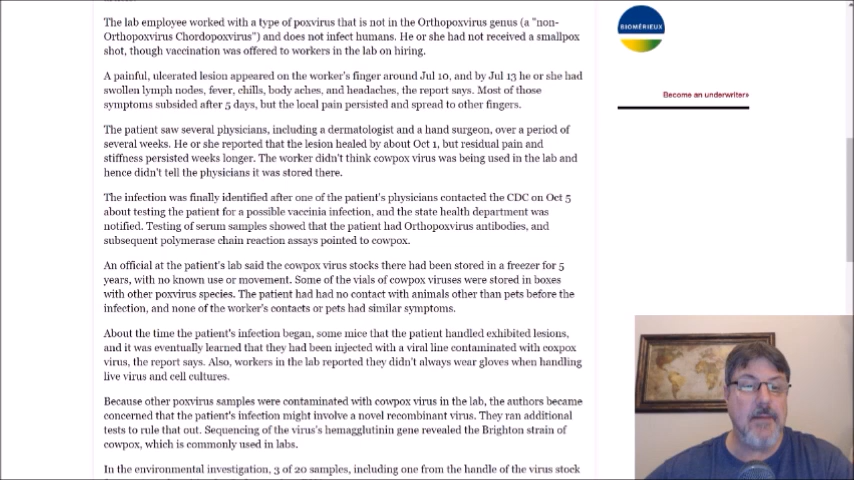 BIOMÉRIEUX
Become an underwriter»
The lab employee worked with a type of poxvirus that is not in the Orthopoxvirus genus (a "non-
Orthopoxvirus Chordopoxvirus") and does not infect humans. He or she had not received a smallpox
shot, though vaccination was offered to workers in the lab on hiring.
A painful, ulcerated lesion appeared on the worker's finger around Jul 10, and by Jul 13 he or she had
swollen lymph nodes, fever, chills, body aches, and headaches, the report says. Most of those
symptoms subsided after 5 days, but the local pain persisted and spread to other fingers.
The patient saw several physicians, including a dermatologist and a hand surgeon, over a period of
several weeks. He or she reported that the lesion healed by about Oct 1, but residual pain and
stiffness persisted weeks longer. The worker didn't think cowpox virus was being used in the lab and
hence didn't tell the physicians it was stored there.
The infection was finally identified after one of the patient's physicians contacted the CDC on Oct 5
about testing the patient for a possible vaccinia infection, and the state health department was
notified. Testing of serum samples showed that the patient had Orthopoxvirus antibodies, and
subsequent polymerase chain reaction assays pointed to cowpox.
An official at the patient's lab said the cowpox virus stocks there had been stored in a freezer for 5
years, with no known use or movement. Some of the vials of cowpox viruses were stored in boxes
with other poxvirus species. The patient had had no contact with animals other than pets before the
infection, and none of the worker's contacts or pets had similar symptoms.
About the time the patient's infection began, some mice that the patient handled exhibited lesions,
and it was eventually learned that they had been injected with a viral line contaminated with coxpox
virus, the report says. Also, workers in the lab reported they didn't always wear gloves when handling
live virus and cell cultures.
Because other poxvirus samples were contaminated with cowpox virus in the lab, the authors became
concerned that the patient's infection might involve a novel recombinant virus. They ran additional
tests to rule that out. Sequencing of the virus's hemagglutinin gene revealed the Brighton strain of
cowpox, which is commonly used in labs.
In the environmental investigation, 3 of 20 samples, including one from the handle of the virus stock